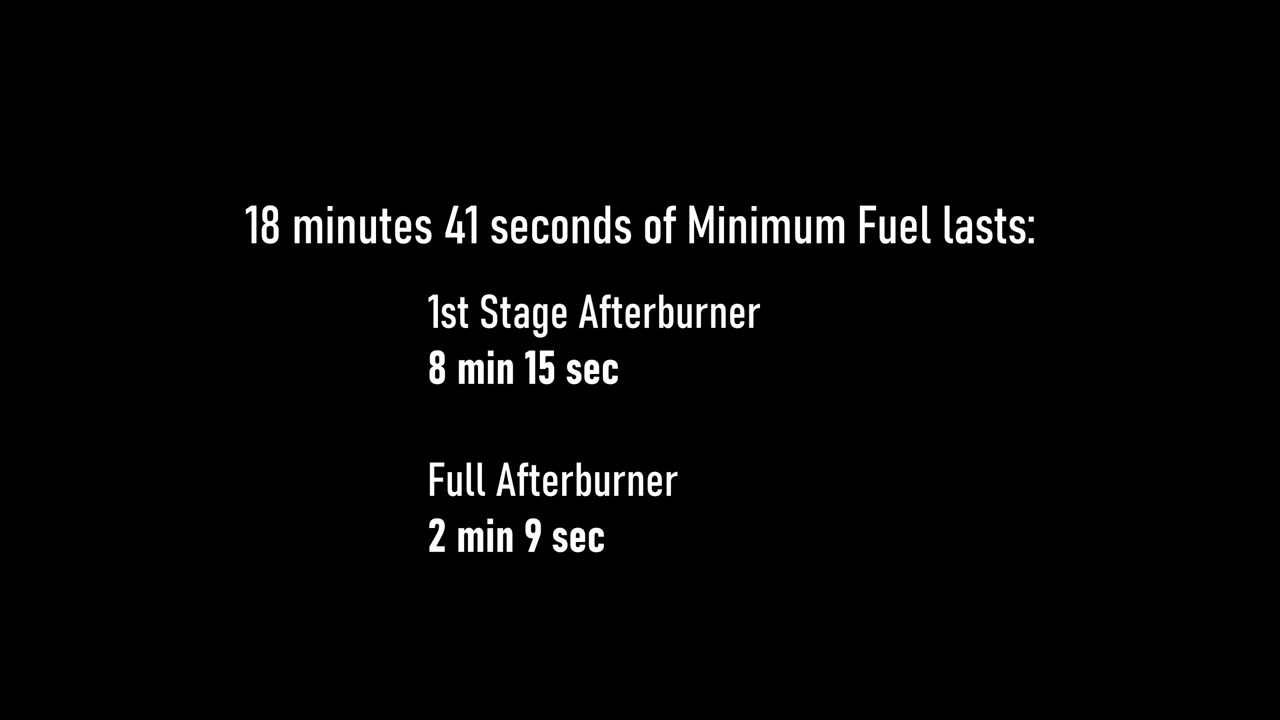 18 minutes 41 seconds of Minimum Fuel lasts:
1st Stage Afterburner
8 min 15 sec
Full Afterburner
2 min 9 sec